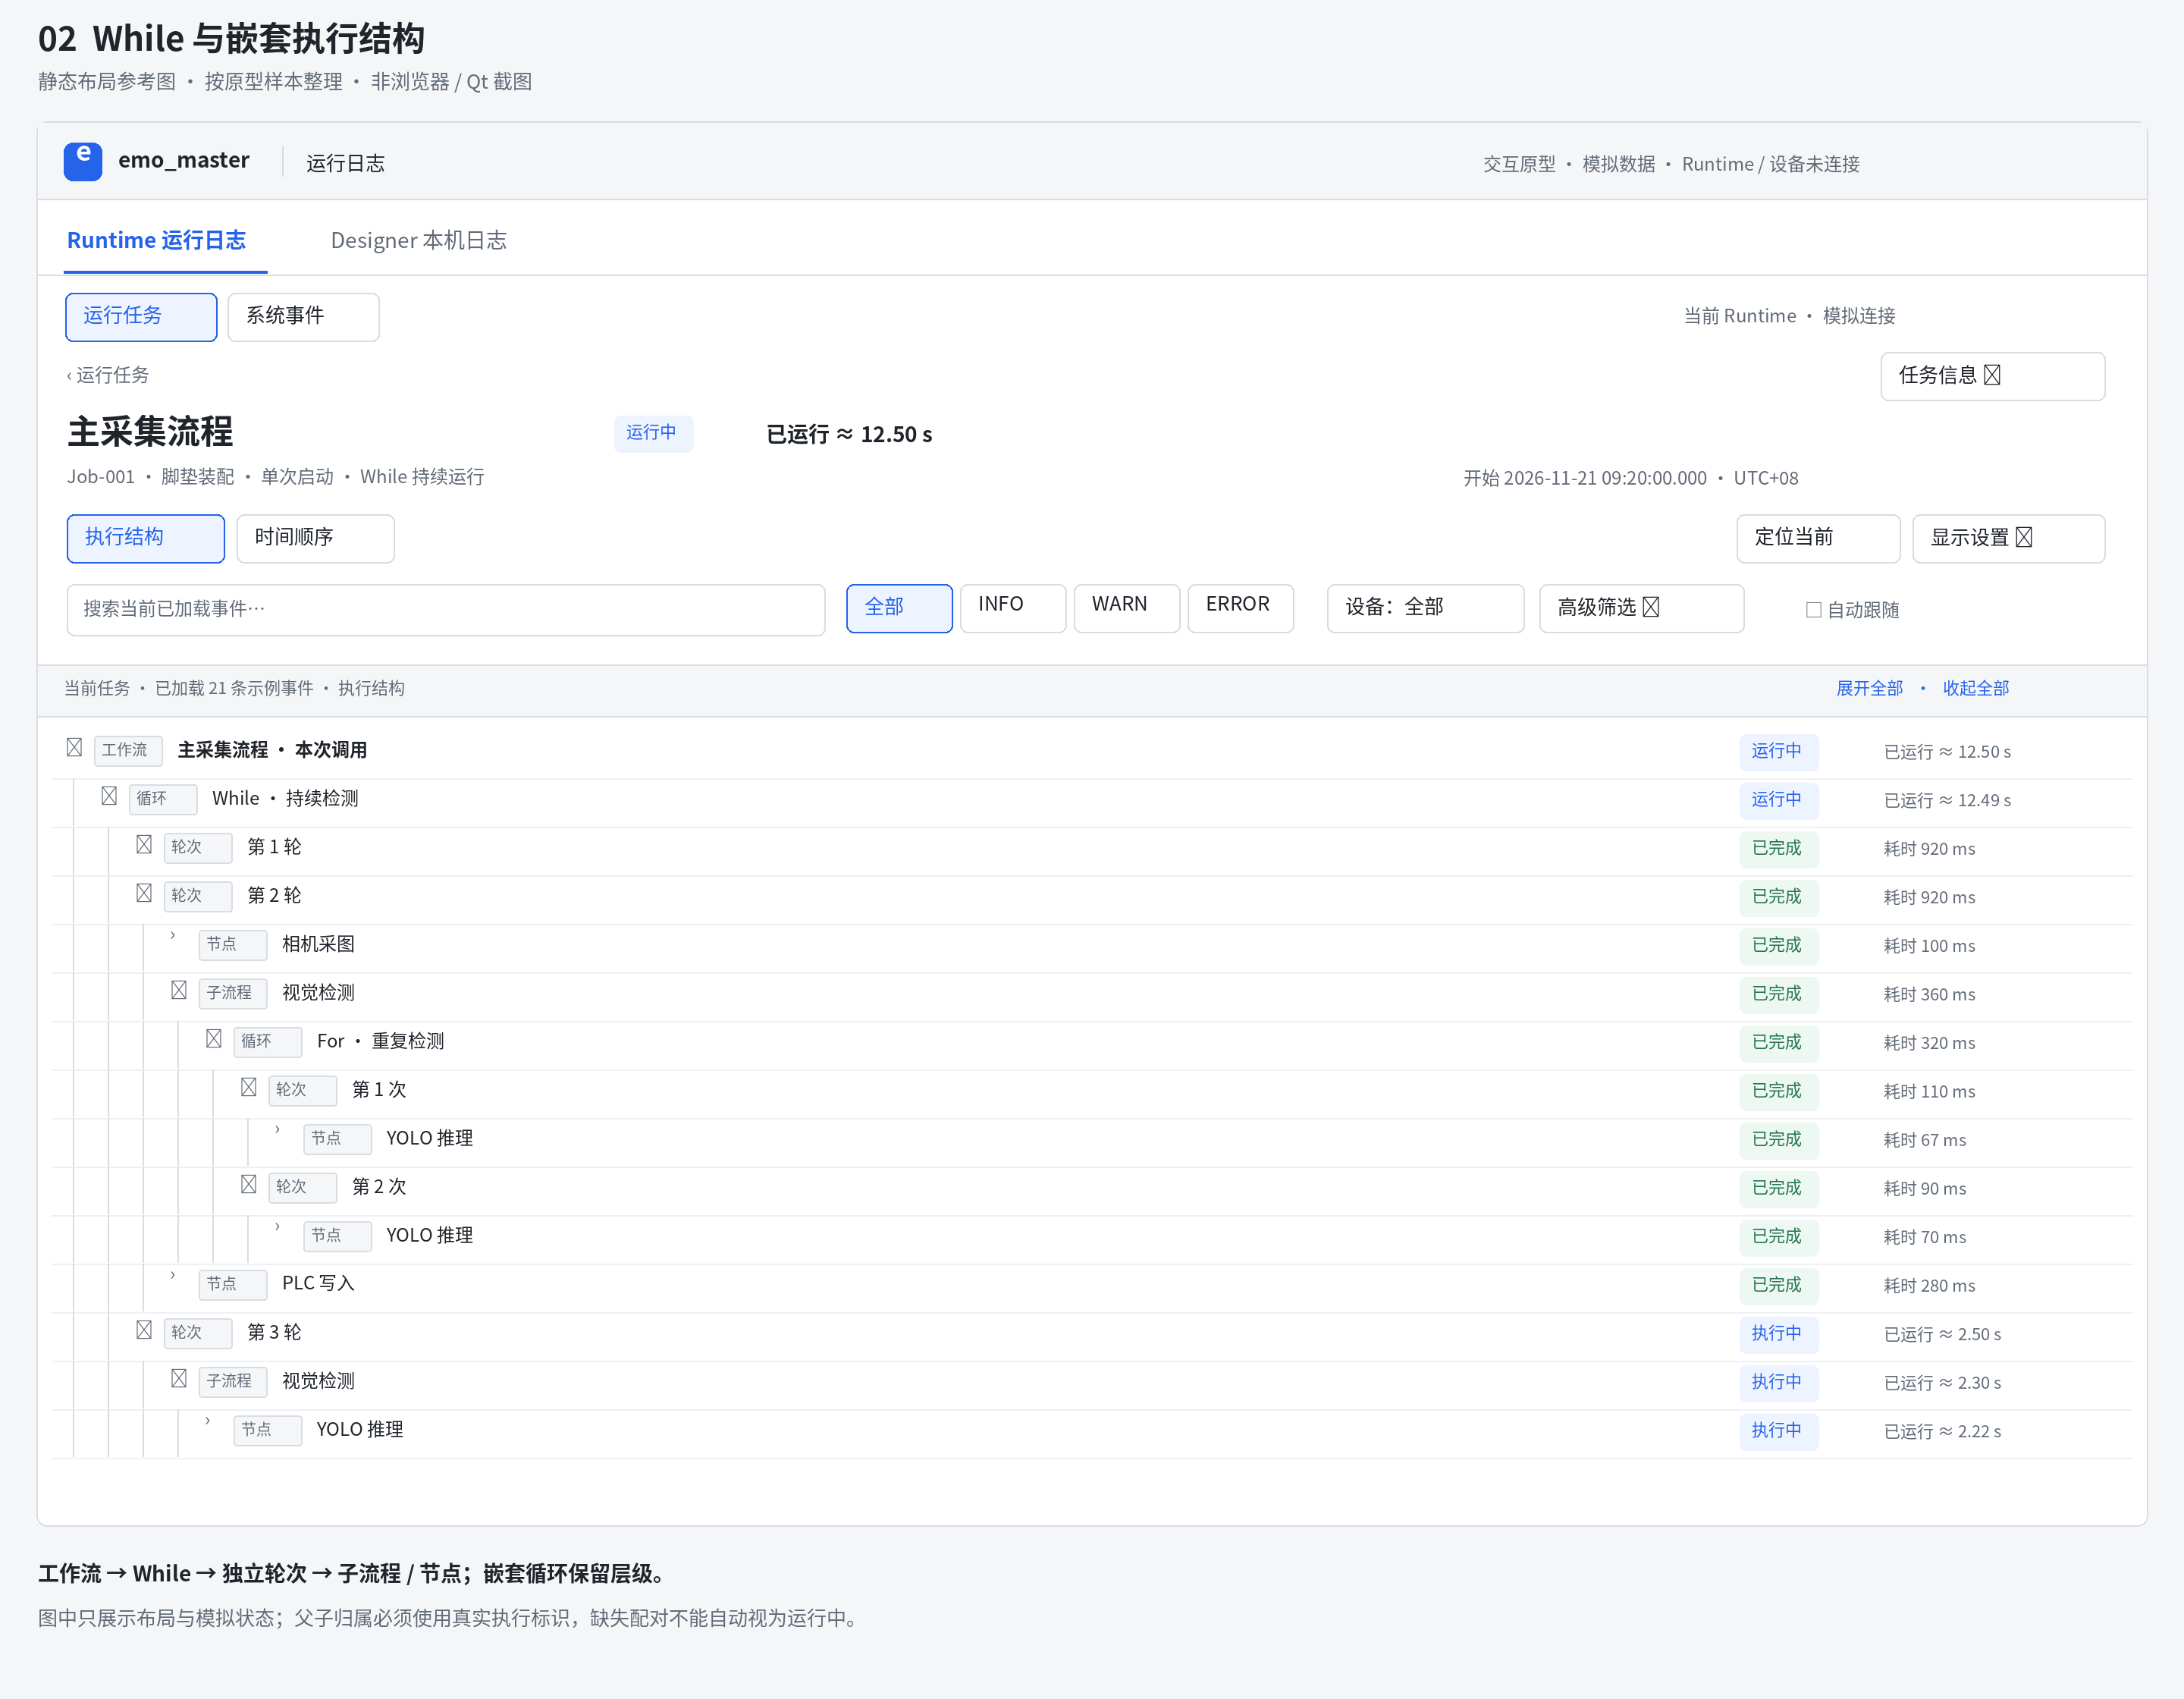 02 While 与嵌套执行结构
静态布局参考图 · 按原型样本整理 · 非浏览器 / Qt 截图
e emo_master 运行日志 交互原型 · 模拟数据 · Runtime / 设备未连接
Runtime 运行日志 Designer 本机日志
运行任务 系统事件 当前 Runtime · 模拟连接
‹ 运行任务 任务信息
主采集流程 运行中 已运行 ≈ 12.50 s
Job-001 · 脚垫装配 · 单次启动 · While 持续运行 开始 2026-11-21 09:20:00.000 · UTC+08
执行结构 时间顺序 定位当前 显示设置
搜索当前已加载事件… 全部 INFO WARN ERROR 设备：全部 高级筛选 □ 自动跟随
当前任务 · 已加载 21 条示例事件 · 执行结构 展开全部 · 收起全部
工作流 主采集流程 · 本次调用 运行中 已运行 ≈ 12.50 s
循环 While · 持续检测 运行中 已运行 ≈ 12.49 s
轮次 第 1 轮 已完成 耗时 920 ms
轮次 第 2 轮 已完成 耗时 920 ms
› 节点 相机采图 已完成 耗时 100 ms
子流程 视觉检测 已完成 耗时 360 ms
循环 For · 重复检测 已完成 耗时 320 ms
轮次 第 1 次 已完成 耗时 110 ms
› 节点 YOLO 推理 已完成 耗时 67 ms
轮次 第 2 次 已完成 耗时 90 ms
› 节点 YOLO 推理 已完成 耗时 70 ms
› 节点 PLC 写入 已完成 耗时 280 ms
轮次 第 3 轮 执行中 已运行 ≈ 2.50 s
子流程 视觉检测 执行中 已运行 ≈ 2.30 s
› 节点 YOLO 推理 执行中 已运行 ≈ 2.22 s
工作流 → While → 独立轮次 → 子流程 / 节点；嵌套循环保留层级。
图中只展示布局与模拟状态；父子归属必须使用真实执行标识，缺失配对不能自动视为运行中。